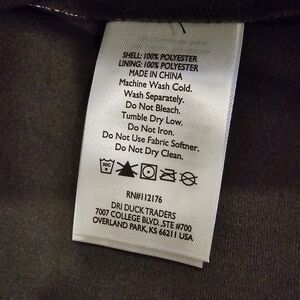 SHELL: 100% POLYESTER
LINING: 100% POLYESTER
MADE IN CHINA
Machine Wash Cold.
Wash Separately.
Do Not Bleach.
Tumble Dry Low.
Do Not Iron.
Do Not Use Fabric Softner.
Do Not Dry Clean.
RN#112176
DRI DUCK TRADERS
7007 COLLEGE BLVD.,STE #700
OVERLAND PARK, KS 66211 USA